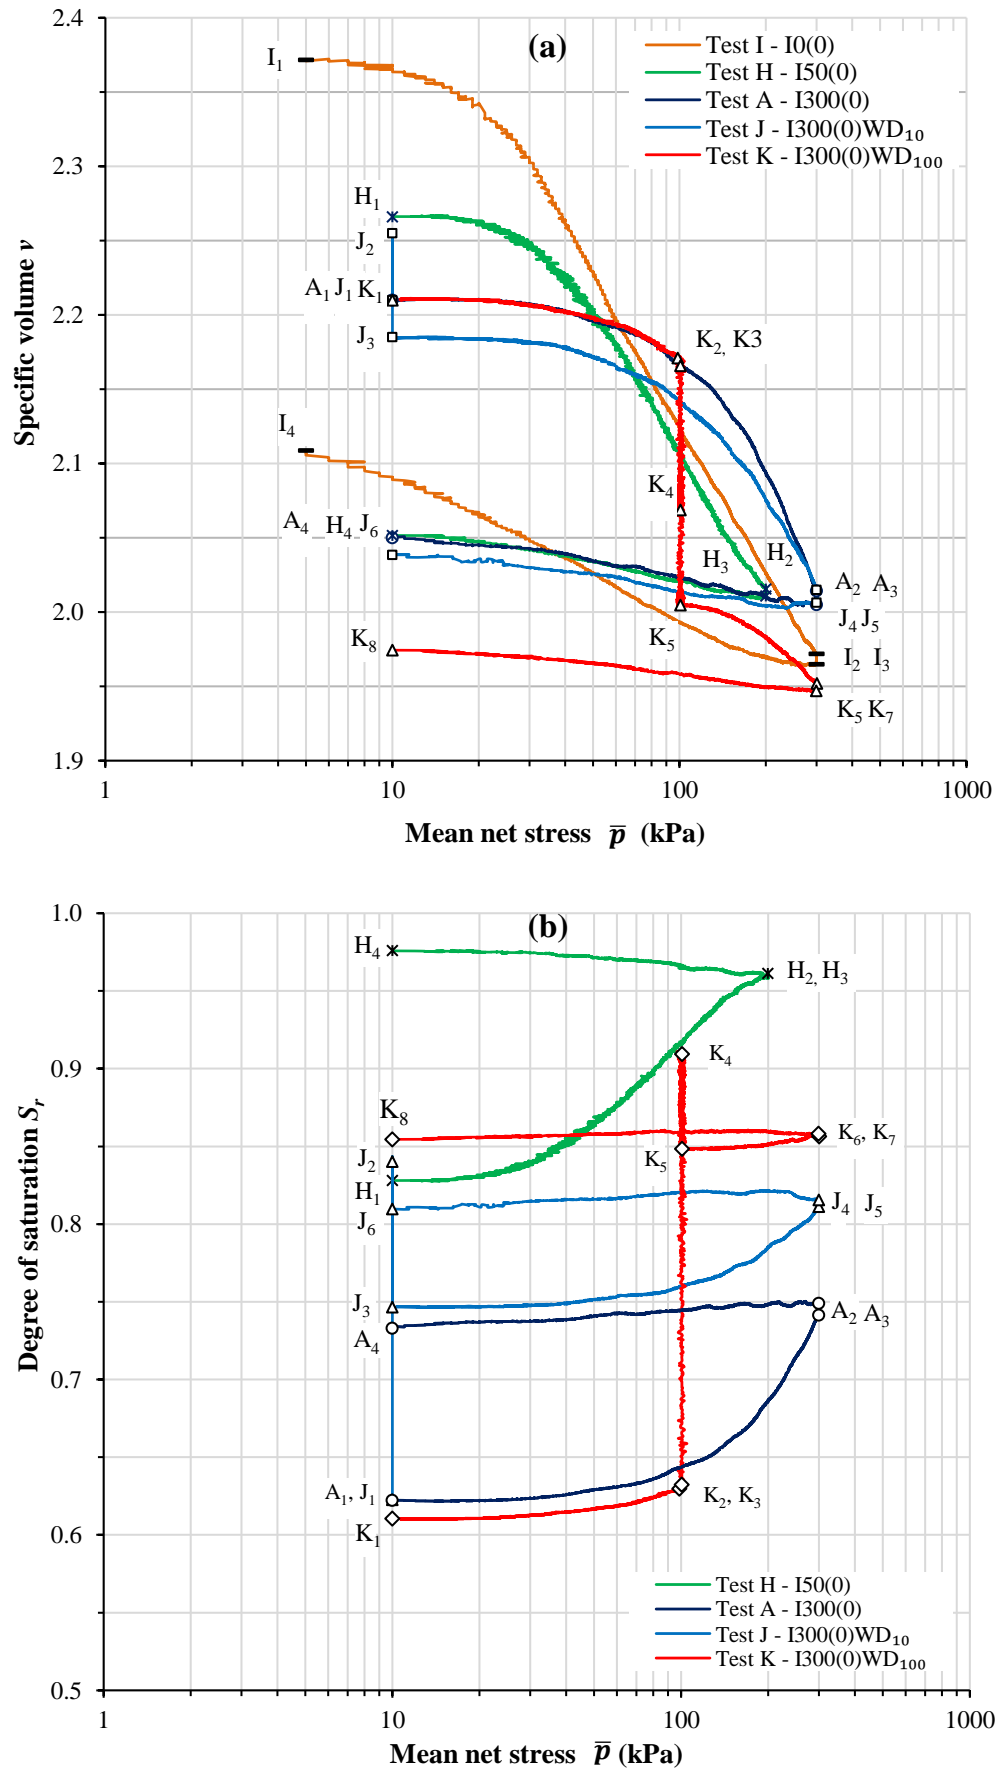 2.4
(a)
I₁
Test I - I0(0)
Test H - I50(0)
Test A - I300(0)
Test J - I300(0)WD₁₀
Test K - I300(0)WD₁₀₀
2.3
H₁
J₂
A₁ J₁ K₁
2.2
J₃
K₂, K3
Specific volume v
I₄
2.1
K₄
A₄ H₄ J₆
H₃ H₂
A₂ A₃
2.0
J₄ J₅
K₈
K₅
I₂ I₃
K₅ K₇
1.9
1 10 100 1000
Mean net stress p̅ (kPa)
1.0
(b)
H₄
H₂, H₃
0.9
K₄
K₈
K₆, K₇
J₂
K₅
H₁
J₆
J₄ J₅
0.8
Degree of saturation Sᵣ
J₃
A₄
A₂ A₃
0.7
A₁, J₁
K₂, K₃
K₁
0.6
Test H - I50(0)
Test A - I300(0)
Test J - I300(0)WD₁₀
Test K - I300(0)WD₁₀₀
0.5
1 10 100 1000
Mean net stress p̅ (kPa)